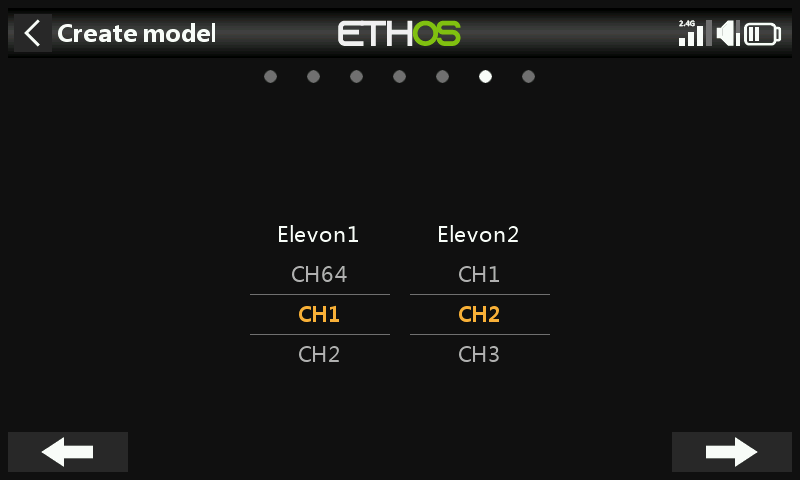 Create model
ETHOS
2.4G
Elevon1
Elevon2
CH64
CH1
CH1
CH2
CH2
CH3